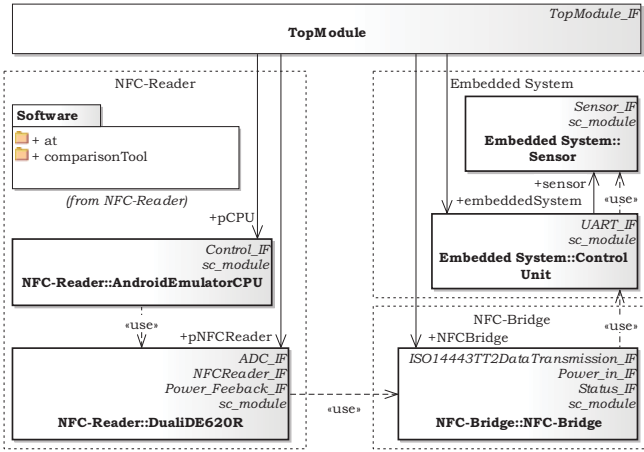 TopModule_IF
TopModule
NFC-Reader
Software
+ at
+ comparisonTool
(from NFC-Reader)
+pCPU
Control_IF
sc_module
NFC-Reader::AndroidEmulatorCPU
«use»
+pNFCReader
ADC_IF
NFCReader_IF
Power_Feeback_IF
sc_module
NFC-Reader::DualiDE620R
«use»
Embedded System
Sensor_IF
sc_module
Embedded System::
Sensor
+sensor
«use»
+embeddedSystem
UART_IF
sc_module
Embedded System::Control
Unit
NFC-Bridge
«use»
+NFCBridge
ISO14443TT2DataTransmission_IF
Power_in_IF
Status_IF
sc_module
NFC-Bridge::NFC-Bridge